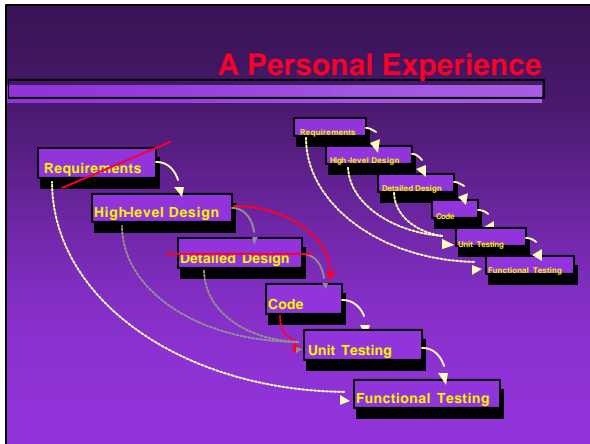 A Personal Experience
Requirements
High-level Design
Detailed Design
Code
Unit Testing
Functional Testing
Requirements
High-level Design
Detailed Design
Code
Unit Testing
Functional Testing